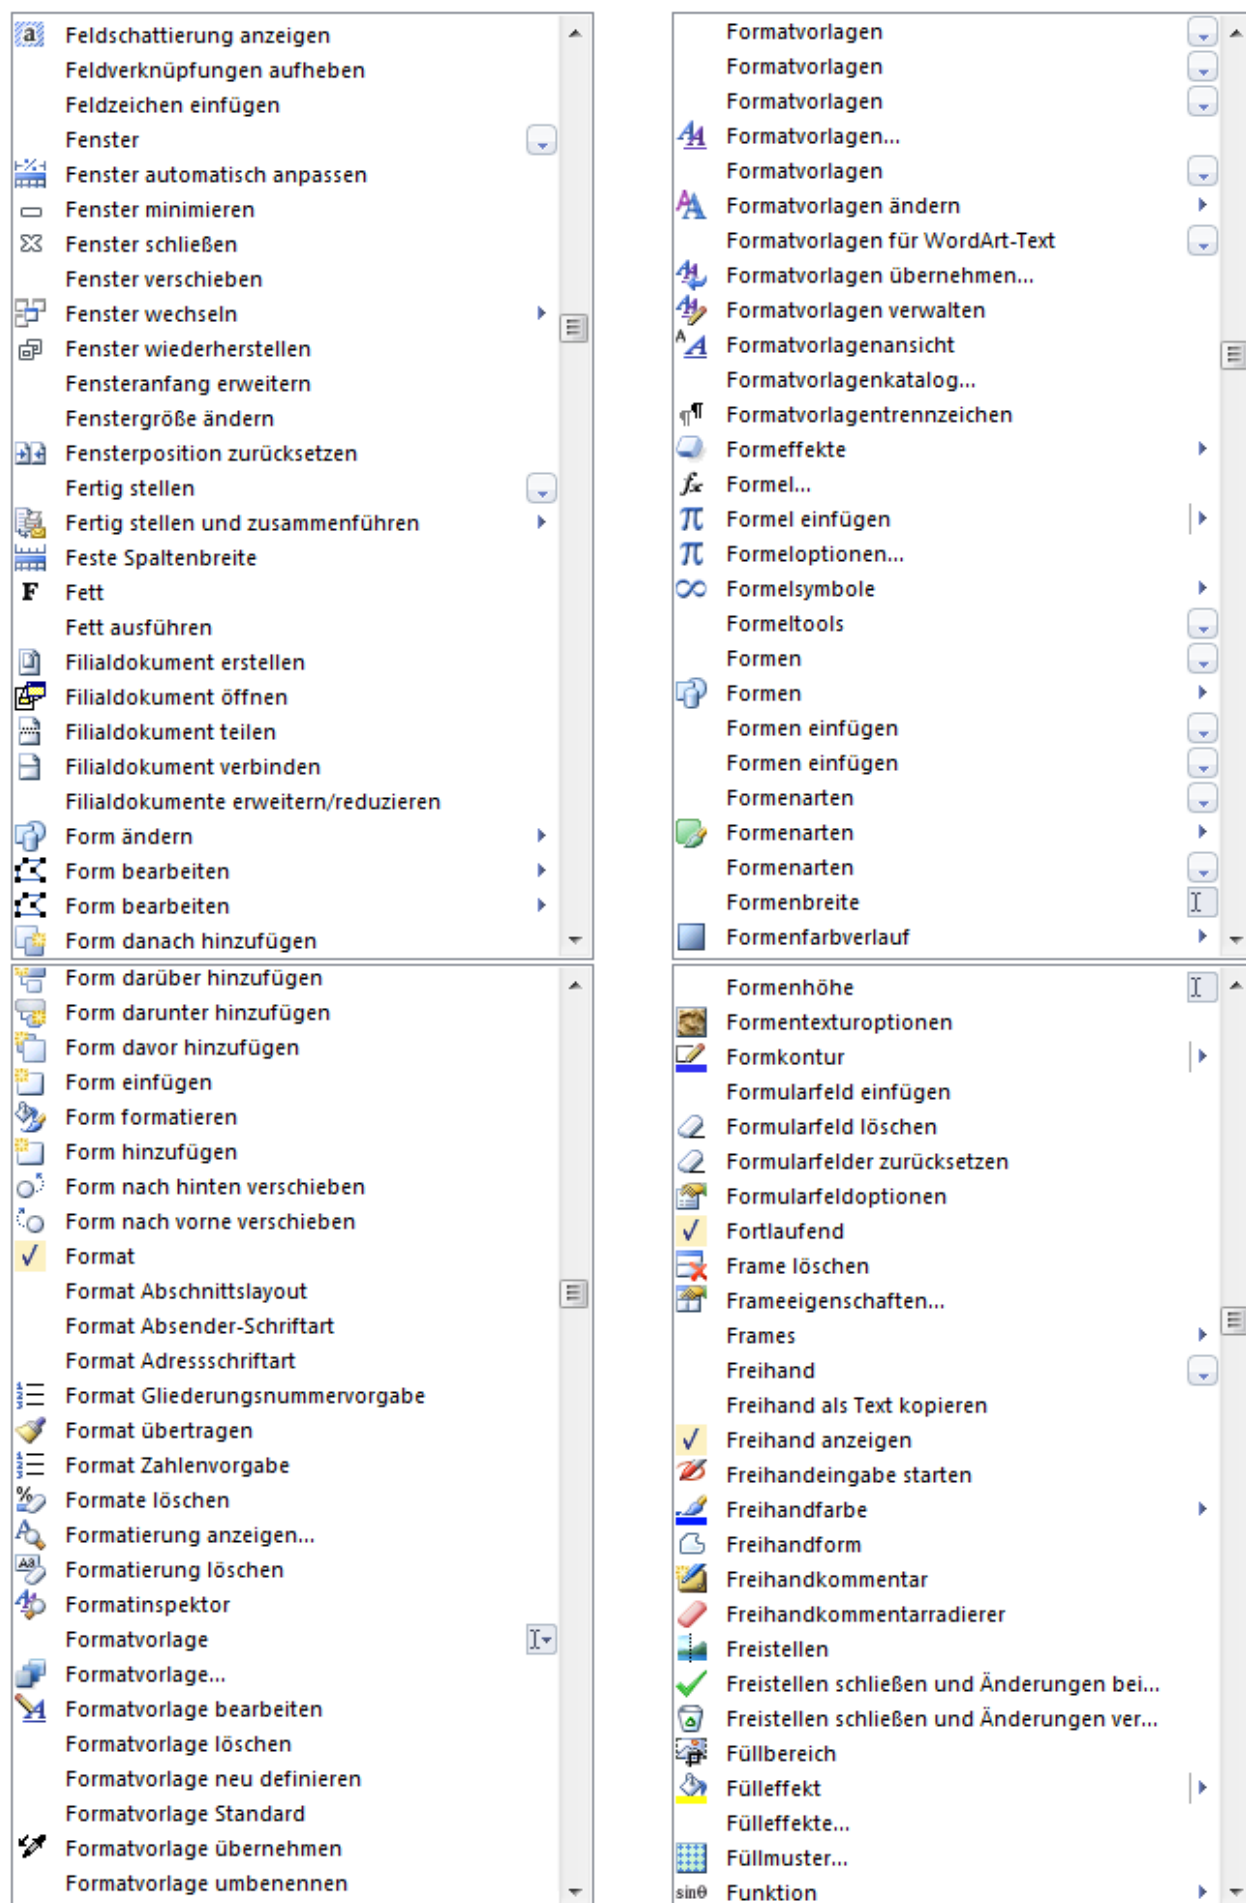 Feldschattierung anzeigen
Feldverknüpfungen aufheben
Feldzeichen einfügen
Fenster
Fenster automatisch anpassen
Fenster minimieren
Fenster schließen
Fenster verschieben
Fenster wechseln
Fenster wiederherstellen
Fensteranfang erweitern
Fenstergröße ändern
Fensterposition zurücksetzen
Fertig stellen
Fertig stellen und zusammenführen
Feste Spaltenbreite
F Fett
Fett ausführen
Filialdokument erstellen
Filialdokument öffnen
Filialdokument teilen
Filialdokument verbinden
Filialdokumente erweitern/reduzieren
Form ändern
Form bearbeiten
Form bearbeiten
Form danach hinzufügen
Form darüber hinzufügen
Form darunter hinzufügen
Form davor hinzufügen
Form einfügen
Form formatieren
Form hinzufügen
Form nach hinten verschieben
Form nach vorne verschieben
Format
Format Abschnittslayout
Format Absender-Schriftart
Format Adressschriftart
Format Gliederungsnummervorgabe
Format übertragen
Format Zahlenvorgabe
Formate löschen
Formatierung anzeigen...
Formatierung löschen
Formatinspektor
Formatvorlage
Formatvorlage...
Formatvorlage bearbeiten
Formatvorlage löschen
Formatvorlage neu definieren
Formatvorlage Standard
Formatvorlage übernehmen
Formatvorlage umbenennen
Formatvorlagen
Formatvorlagen
Formatvorlagen
Formatvorlagen...
Formatvorlagen
Formatvorlagen ändern
Formatvorlagen für WordArt-Text
Formatvorlagen übernehmen...
Formatvorlagen verwalten
Formatvorlagenansicht
Formatvorlagenkatalog...
Formatvorlagentrennzeichen
Formeffekte
fx Formel...
π Formel einfügen
π Formeloptionen...
∞ Formelsymbole
Formeltools
Formen
Formen
Formen einfügen
Formen einfügen
Formenarten
Formenarten
Formenarten
Formenbreite
Formenfarbverlauf
Formenhöhe
Formentexturoptionen
Formkontur
Formularfeld einfügen
Formularfeld löschen
Formularfelder zurücksetzen
Formularfeldoptionen
Fortlaufend
Frame löschen
Frameeigenschaften...
Frames
Freihand
Freihand als Text kopieren
Freihand anzeigen
Freihandeingabe starten
Freihandfarbe
Freihandform
Freihandkommentar
Freihandkommentarradierer
Freistellen
Freistellen schließen und Änderungen bei...
Freistellen schließen und Änderungen ver...
Füllbereich
Fülleffekt
Fülleffekte...
Füllmuster...
sinθ Funktion